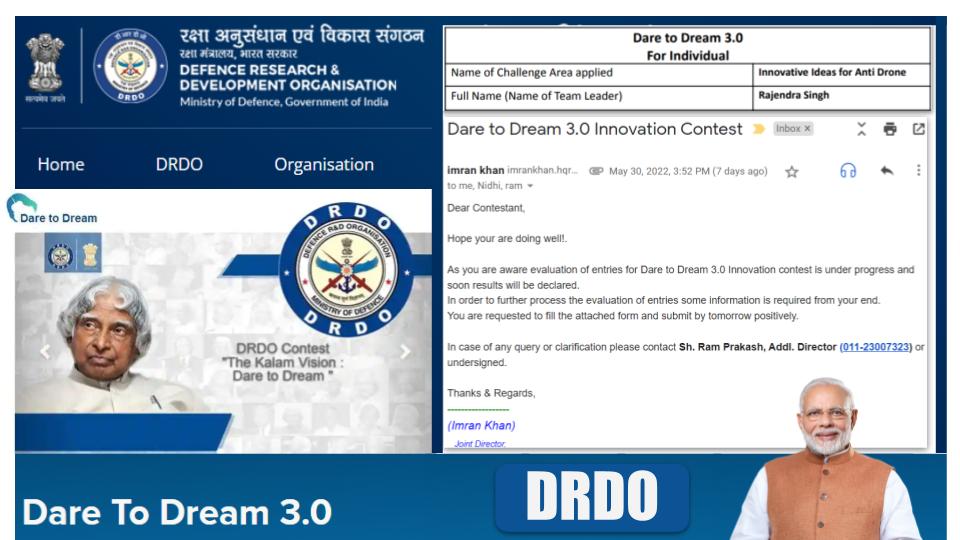 रक्षा अनुसंधान एवं विकास संगठन
रक्षा मंत्रालय, भारत सरकार
DEFENCE RESEARCH &
DEVELOPMENT ORGANISATION
Ministry of Defence, Government of India
सत्यमेव जयते
DRDO
Home DRDO Organisation
Dare to Dream
DRDO
DEFENCE R&D ORGANISATION
MINISTRY OF DEFENCE
DRDO
DRDO Contest
"The Kalam Vision :
Dare to Dream "
Dare to Dream 3.0
For Individual
Name of Challenge Area applied Innovative Ideas for Anti Drone
Full Name (Name of Team Leader) Rajendra Singh
Dare to Dream 3.0 Innovation Contest Inbox ×
imran khan imrankhan.hqr... May 30, 2022, 3:52 PM (7 days ago)
to me, Nidhi, ram
Dear Contestant,
Hope your are doing well!.
As you are aware evaluation of entries for Dare to Dream 3.0 Innovation contest is under progress and
soon results will be declared.
In order to further process the evaluation of entries some information is required from your end.
You are requested to fill the attached form and submit by tomorrow positively.
In case of any query or clarification please contact Sh. Ram Prakash, Addl. Director (011-23007323) or
undersigned.
Thanks & Regards,
------------------
(Imran Khan)
Joint Director,
Dare To Dream 3.0
DRDO